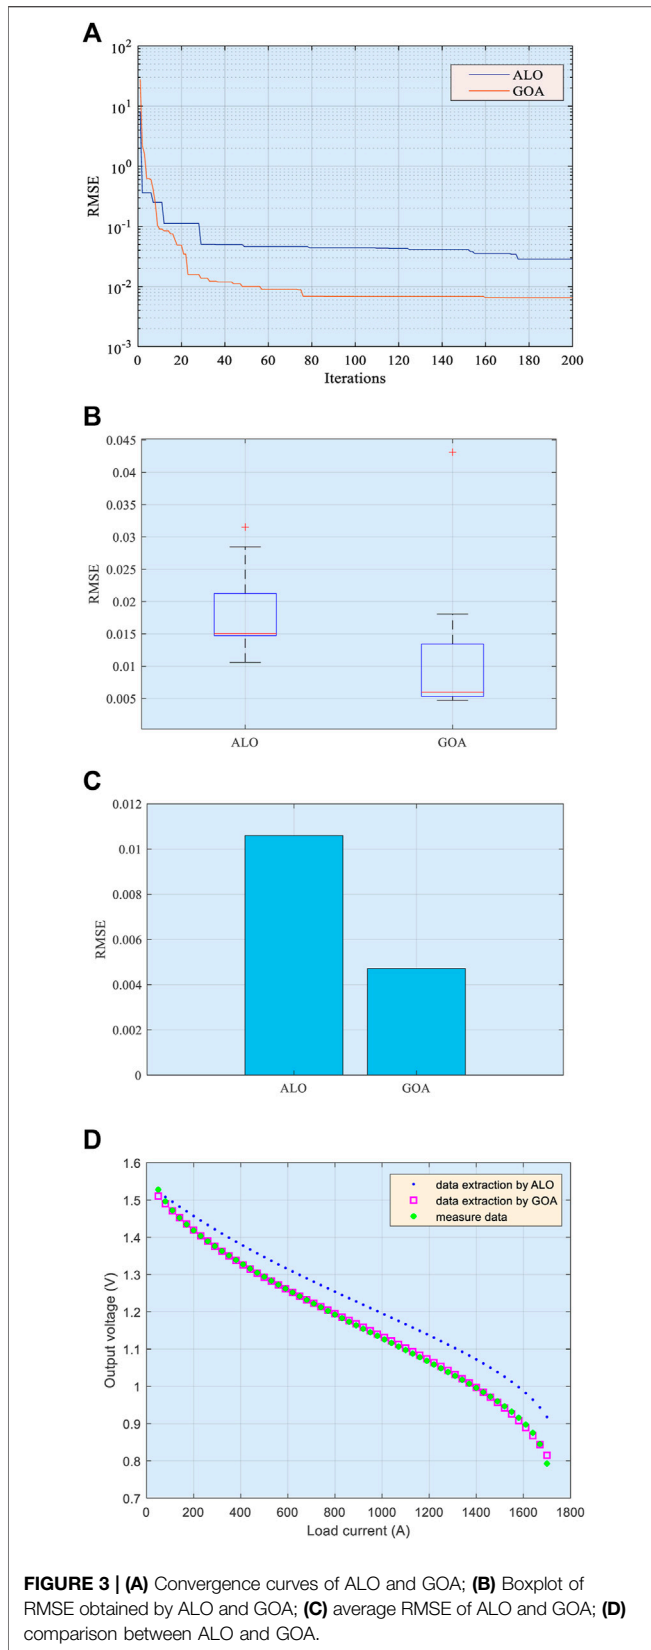 A
10^2
10^1
10^0
10^-1
10^-2
10^-3
RMSE
ALO
GOA
0 20 40 60 80 100 120 140 160 180 200
Iterations
B
0.045
0.04
0.035
0.03
0.025
0.02
0.015
0.01
0.005
RMSE
ALO GOA
C
0.012
0.01
0.008
0.006
0.004
0.002
0
RMSE
ALO GOA
D
1.6
1.5
1.4
1.3
1.2
1.1
1
0.9
0.8
0.7
Output voltage (V)
data extraction by ALO
data extraction by GOA
measure data
0 200 400 600 800 1000 1200 1400 1600 1800
Load current (A)
FIGURE 3 | (A) Convergence curves of ALO and GOA; (B) Boxplot of
RMSE obtained by ALO and GOA; (C) average RMSE of ALO and GOA; (D)
comparison between ALO and GOA.